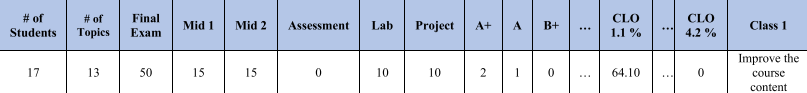 # of Students | # of Topics | Final Exam | Mid 1 | Mid 2 | Assessment | Lab | Project | A+ | A | B+ | … | CLO 1.1 % | … | CLO 4.2 % | Class 1
17 | 13 | 50 | 15 | 15 | 0 | 10 | 10 | 2 | 1 | 0 | … | 64.10 | … | 0 | Improve the course content